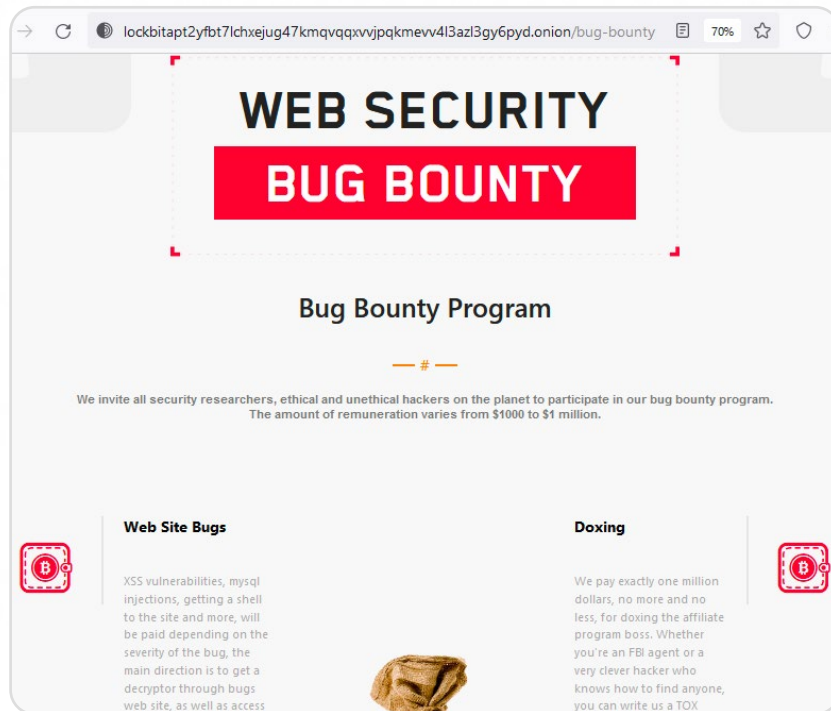 lockbitapt2yfbt7lchxejug47kmqvqqxvvjpqkmevv4l3azl3gy6pyd.onion/bug-bounty
70%
WEB SECURITY
BUG BOUNTY
Bug Bounty Program
#
We invite all security researchers, ethical and unethical hackers on the planet to participate in our bug bounty program.
The amount of remuneration varies from $1000 to $1 million.
Web Site Bugs
XSS vulnerabilities, mysql
injections, getting a shell
to the site and more, will
be paid depending on the
severity of the bug, the
main direction is to get a
decryptor through bugs
web site, as well as access
Doxing
We pay exactly one million
dollars, no more and no
less, for doxing the affiliate
program boss. Whether
you're an FBI agent or a
very clever hacker who
knows how to find anyone,
you can write us a TOX